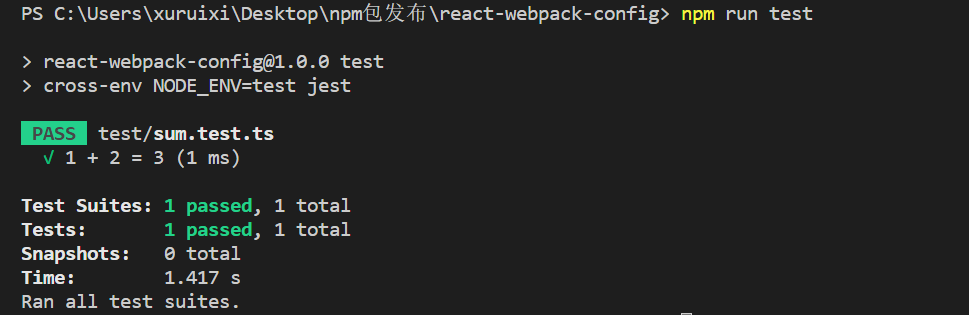 PS C:\Users\xuruixi\Desktop\npm包发布\react-webpack-config> npm run test
> react-webpack-config@1.0.0 test
> cross-env NODE_ENV=test jest
PASS test/sum.test.ts
√ 1 + 2 = 3 (1 ms)
Test Suites: 1 passed, 1 total
Tests: 1 passed, 1 total
Snapshots: 0 total
Time: 1.417 s
Ran all test suites.